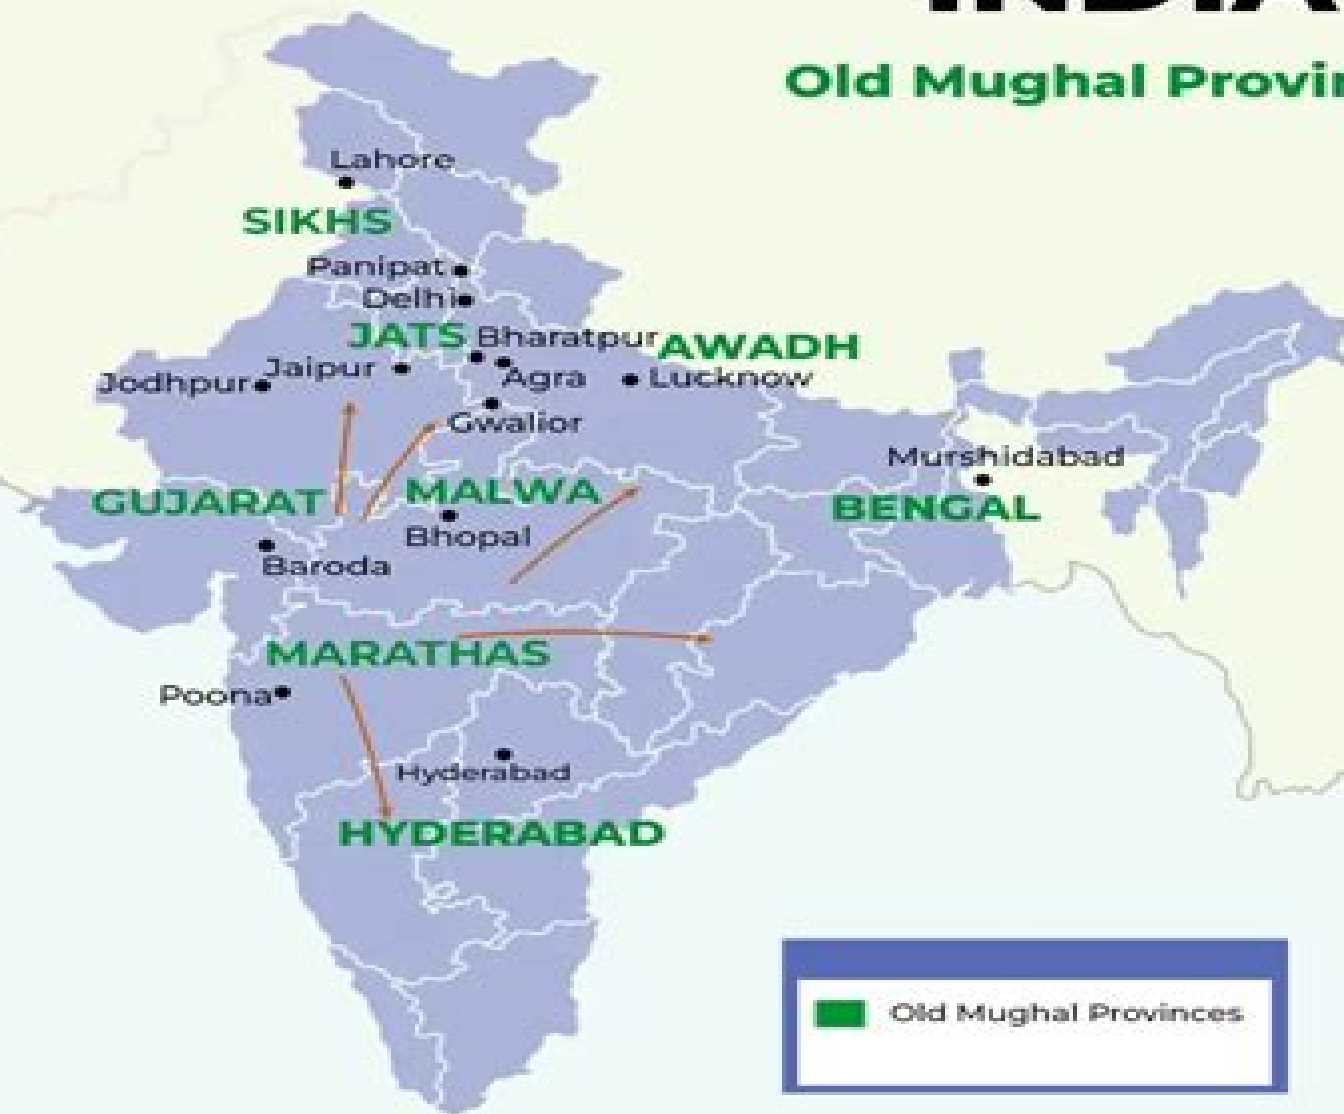 INDIA
Old Mughal Provin
Lahore
SIKHS
Panipat
Delhi
JATS
Bharatpur
AWADH
Jodhpur
Jaipur
Agra
Lucknow
Gwalior
Murshidabad
GUJARAT
MALWA
BENGAL
Bhopal
Baroda
MARATHAS
Poona
Hyderabad
HYDERABAD
Old Mughal Provinces